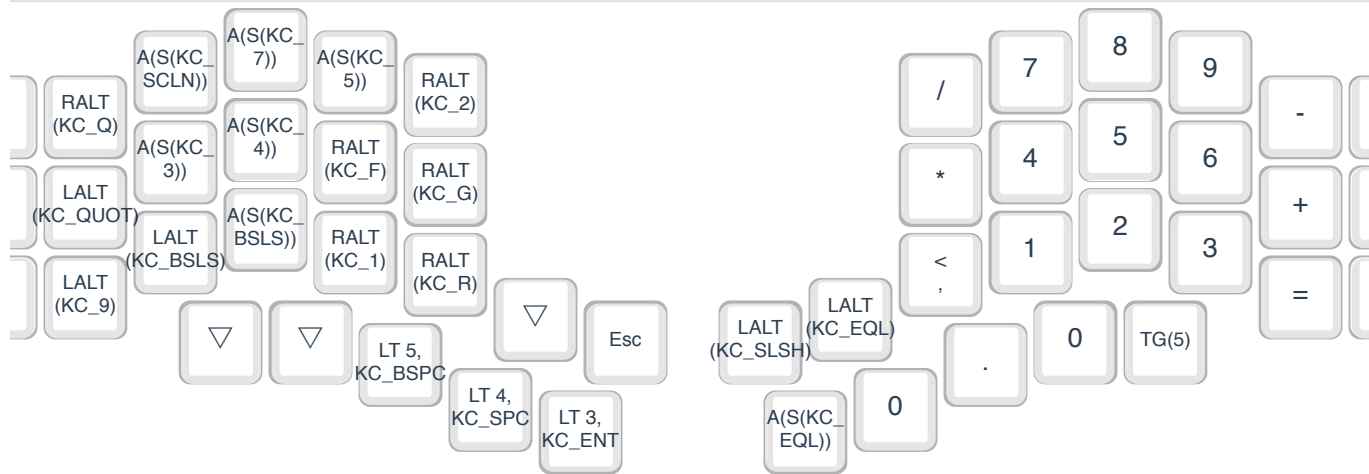 RALT
(KC_Q)
A(S(KC_
SCLN))
A(S(KC_
7))
A(S(KC_
5))
RALT
(KC_2)
LALT
(KC_QUOT)
A(S(KC_
3))
A(S(KC_
4))
RALT
(KC_F)
RALT
(KC_G)
LALT
(KC_9)
LALT
(KC_BSLS)
A(S(KC_
BSLS))
RALT
(KC_1)
RALT
(KC_R)
▽
▽
LT 5,
KC_BSPC
▽
Esc
LT 4,
KC_SPC
LT 3,
KC_ENT
/
7
8
9
-
*
4
5
6
+
<
,
1
2
3
=
LALT
(KC_SLSH)
LALT
(KC_EQL)
.
0
TG(5)
A(S(KC_
EQL))
0